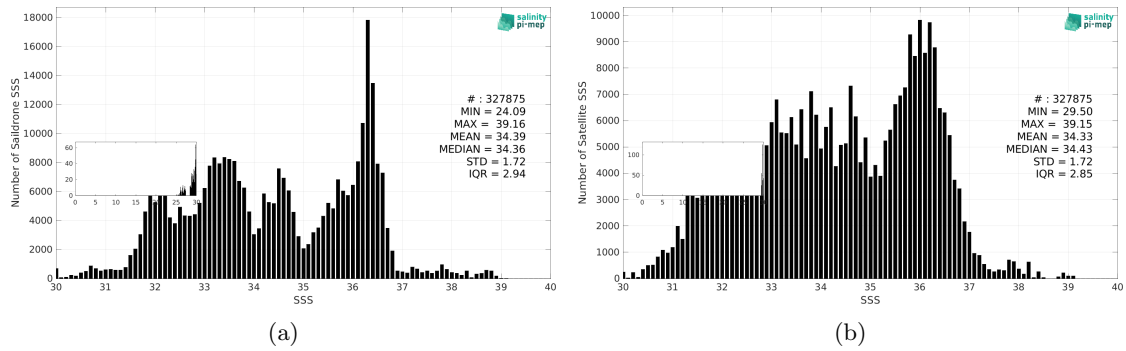 salinity
pi-mep
18000
16000
14000
12000
10000
8000
6000
4000
2000
0
Number of Saildrone SSS
# : 327875
MIN = 24.09
MAX = 39.16
MEAN = 34.39
MEDIAN = 34.36
STD = 1.72
IQR = 2.94
60
40
20
0
0 5 10 15 20 25 30
30 31 32 33 34 35 36 37 38 39 40
SSS
(a)
salinity
pi-mep
10000
9000
8000
7000
6000
5000
4000
3000
2000
1000
0
Number of Satellite SSS
# : 327875
MIN = 29.50
MAX = 39.15
MEAN = 34.33
MEDIAN = 34.43
STD = 1.72
IQR = 2.85
100
50
0
0 5 10 15 20 25 30
30 31 32 33 34 35 36 37 38 39 40
SSS
(b)